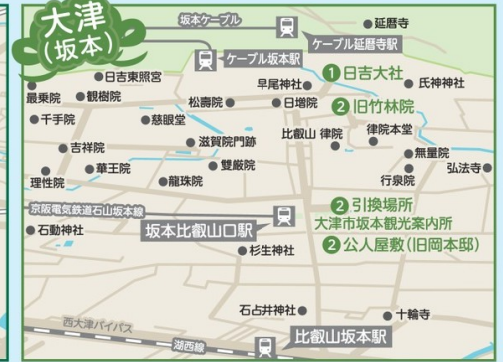 大津
(坂本)
坂本ケーブル
ケーブル延暦寺駅
延暦寺
ケーブル坂本駅
日吉東照宮
早尾神社
1 日吉大社
氏神神社
最乗院
観樹院
松壽院
日増院
2 旧竹林院
千手院
慈眼堂
滋賀院門跡
比叡山 律院
律院本堂
吉祥院
双厳院
無量院
華王院
行泉院
弘法寺
理性院
龍珠院
京阪電気鉄道石山坂本線
2 引換場所
大津市坂本観光案内所
石動神社
坂本比叡山口駅
2 公人屋敷(旧岡本邸)
杉生神社
石占井神社
十輪寺
西大津バイパス
比叡山坂本駅
湖西線